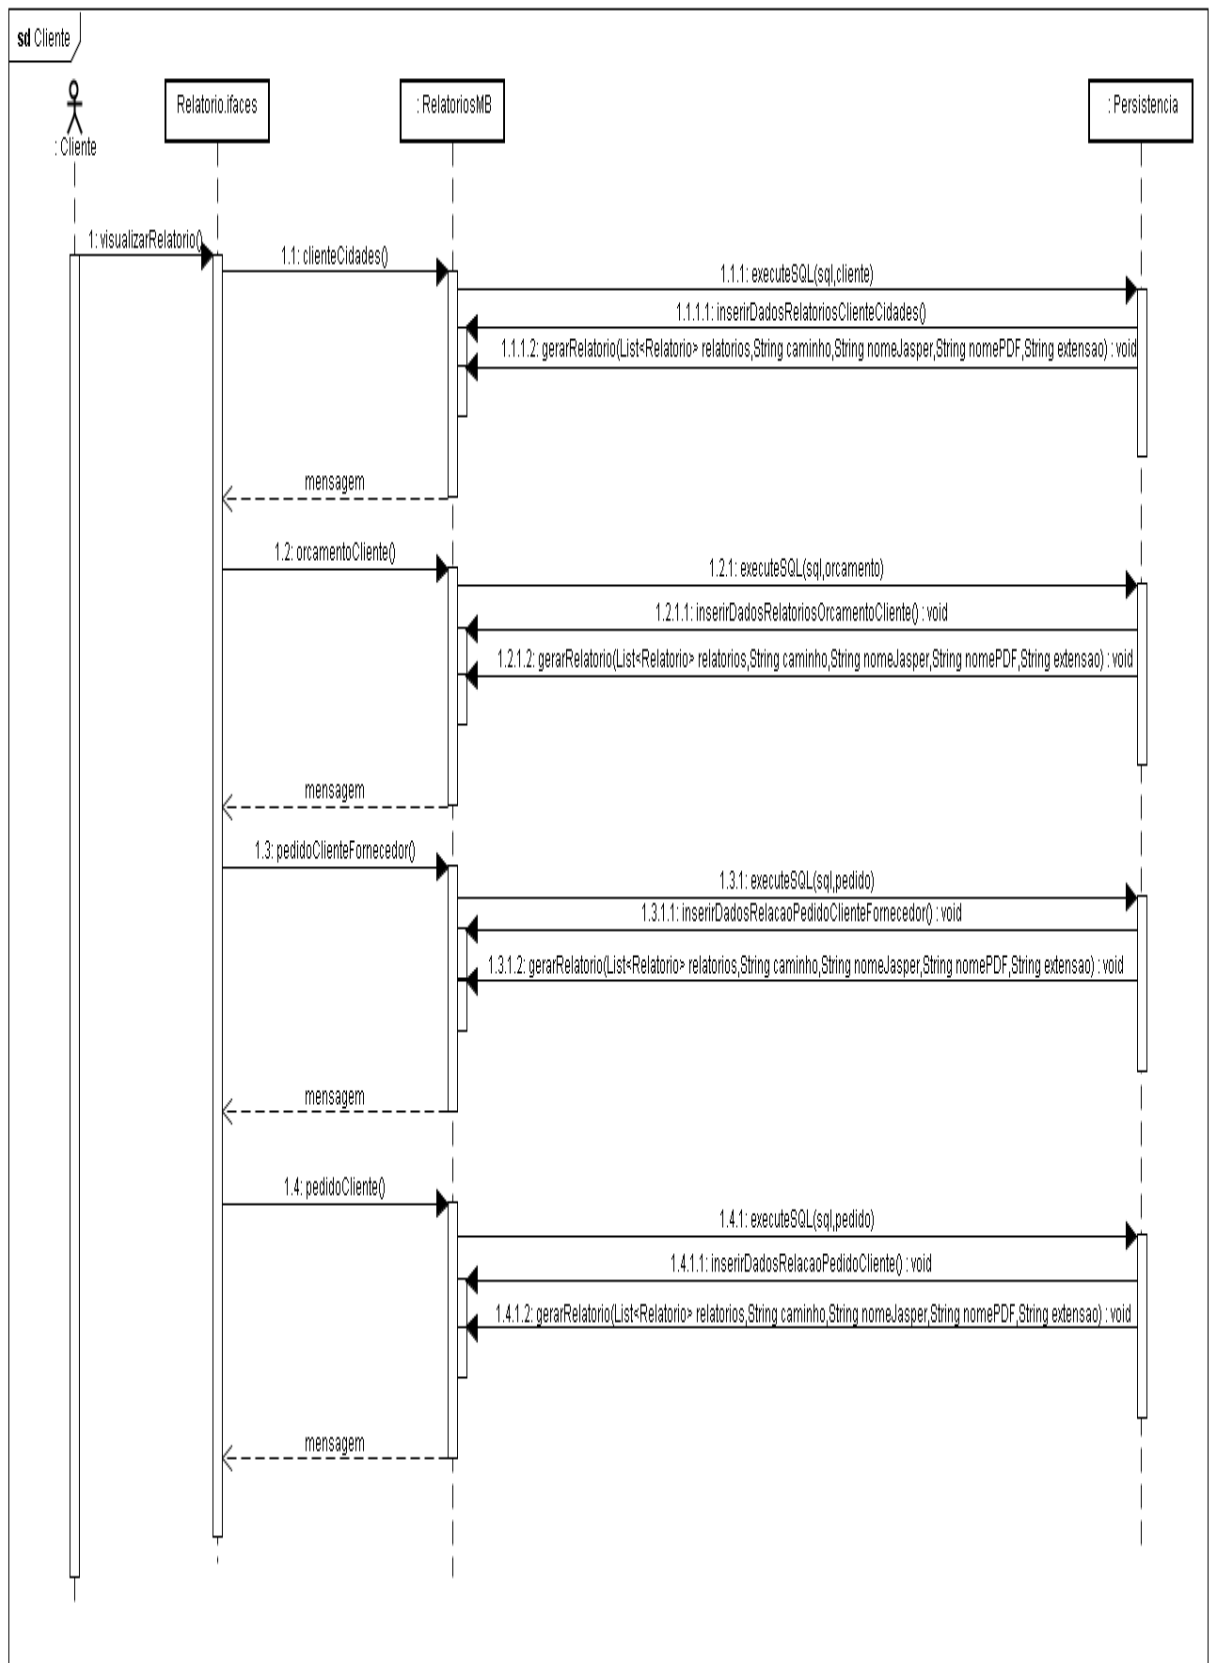 sd Cliente
: Cliente
Relatorio.ifaces
: RelatoriosMB
: Persistencia
1: visualizarRelatorio()
1.1: clienteCidades()
1.1.1: executeSQL(sql,cliente)
1.1.1.1: inserirDadosRelatoriosClienteCidades()
1.1.1.2: gerarRelatorio(List<Relatorio> relatorios,String caminho,String nomeJasper,String nomePDF,String extensao) : void
mensagem
1.2: orcamentoCliente()
1.2.1: executeSQL(sql,orcamento)
1.2.1.1: inserirDadosRelatoriosOrcamentoCliente() : void
1.2.1.2: gerarRelatorio(List<Relatorio> relatorios,String caminho,String nomeJasper,String nomePDF,String extensao) : void
mensagem
1.3: pedidoClienteFornecedor()
1.3.1: executeSQL(sql,pedido)
1.3.1.1: inserirDadosRelacaoPedidoClienteFornecedor() : void
1.3.1.2: gerarRelatorio(List<Relatorio> relatorios,String caminho,String nomeJasper,String nomePDF,String extensao) : void
mensagem
1.4: pedidoCliente()
1.4.1: executeSQL(sql,pedido)
1.4.1.1: inserirDadosRelacaoPedidoCliente() : void
1.4.1.2: gerarRelatorio(List<Relatorio> relatorios,String caminho,String nomeJasper,String nomePDF,String extensao) : void
mensagem